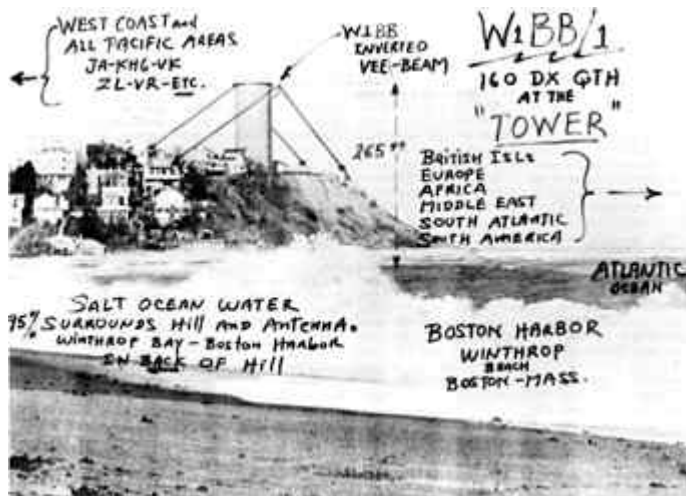 WEST COAST and
ALL PACIFIC AREAS
JA-KH6-VK
ZL-VR-ETC.
W1BB
INVERTED
VEE-BEAM
W1BB/1
160 DX QTH
AT THE
"TOWER"
265 FT
BRITISH ISLS
EUROPE
AFRICA
MIDDLE EAST
SOUTH ATLANTIC
SOUTH AMERICA
ATLANTIC
OCEAN
SALT OCEAN WATER
95% SURROUNDS HILL AND ANTENNA.
WINTHROP BAY-BOSTON HARBOR
IN BACK OF HILL
BOSTON HARBOR
WINTHROP
BEACH
BOSTON-MASS.